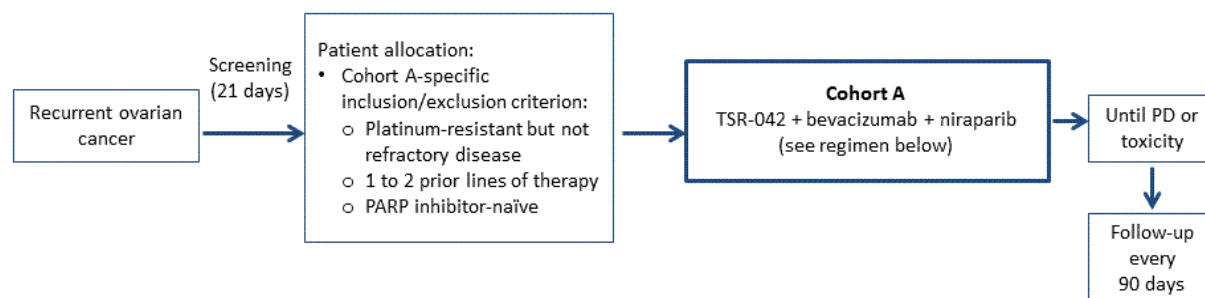 Recurrent ovarian
cancer
Screening
(21 days)
Patient allocation:
• Cohort A-specific
inclusion/exclusion criterion:
o Platinum-resistant but not
refractory disease
o 1 to 2 prior lines of therapy
o PARP inhibitor-naïve
Cohort A
TSR-042 + bevacizumab + niraparib
(see regimen below)
Until PD or
toxicity
Follow-up
every
90 days